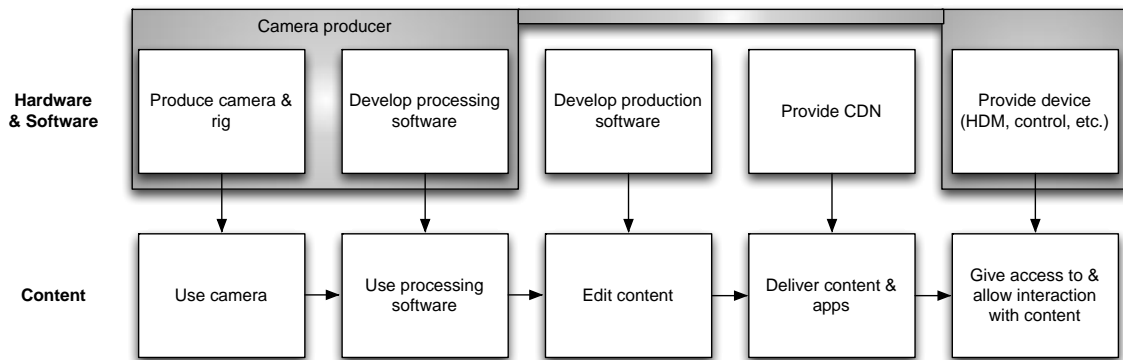 Camera producer
Hardware
& Software
Produce camera &
rig
Develop processing
software
Develop production
software
Provide CDN
Provide device
(HDM, control, etc.)
Content
Use camera
Use processing
software
Edit content
Deliver content &
apps
Give access to &
allow interaction
with content